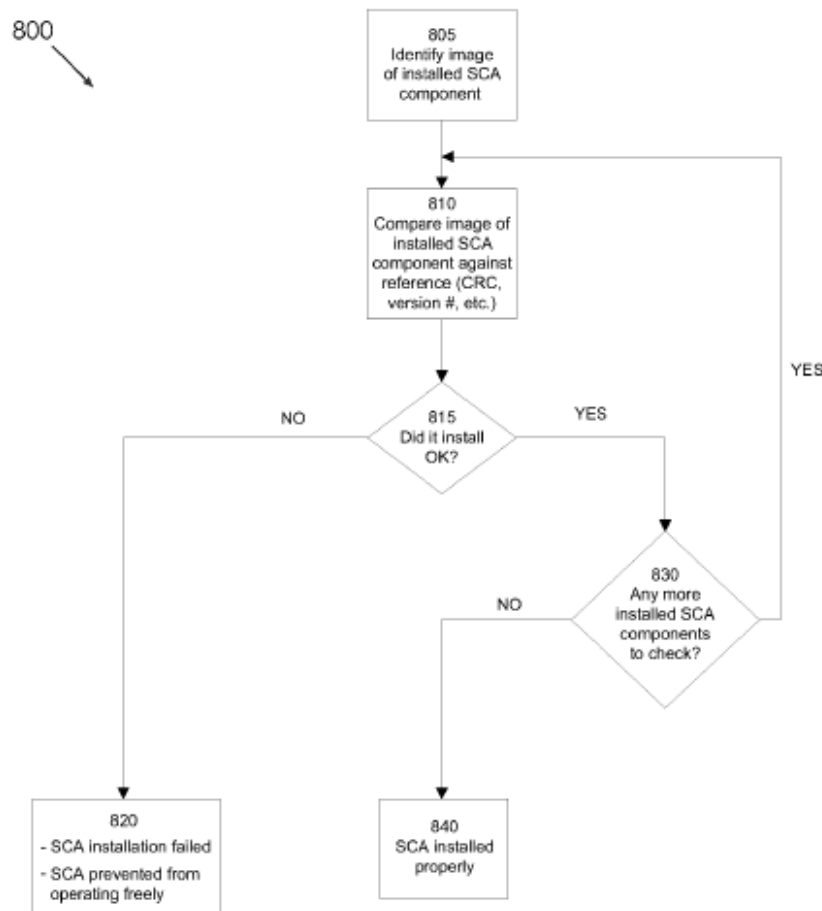 800
805
Identify image
of installed SCA
component
810
Compare image of
installed SCA
component against
reference (CRC,
version #, etc.)
YES
NO
815
Did it install
OK?
YES
830
Any more
installed SCA
components
to check?
NO
820
- SCA installation failed
- SCA prevented from
operating freely
840
SCA installed
properly